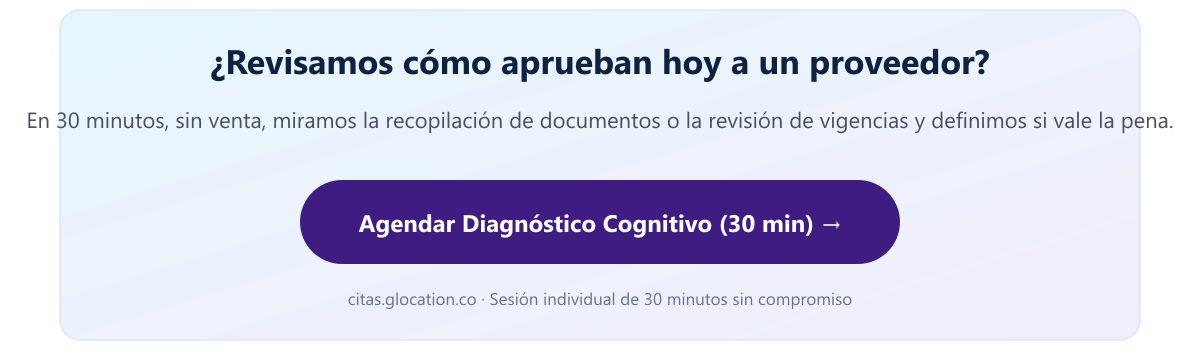 ¿Revisamos cómo aprueban hoy a un proveedor?
En 30 minutos, sin venta, miramos la recopilación de documentos o la revisión de vigencias y definimos si vale la pena.
Agendar Diagnóstico Cognitivo (30 min) →
citas.glocation.co · Sesión individual de 30 minutos sin compromiso